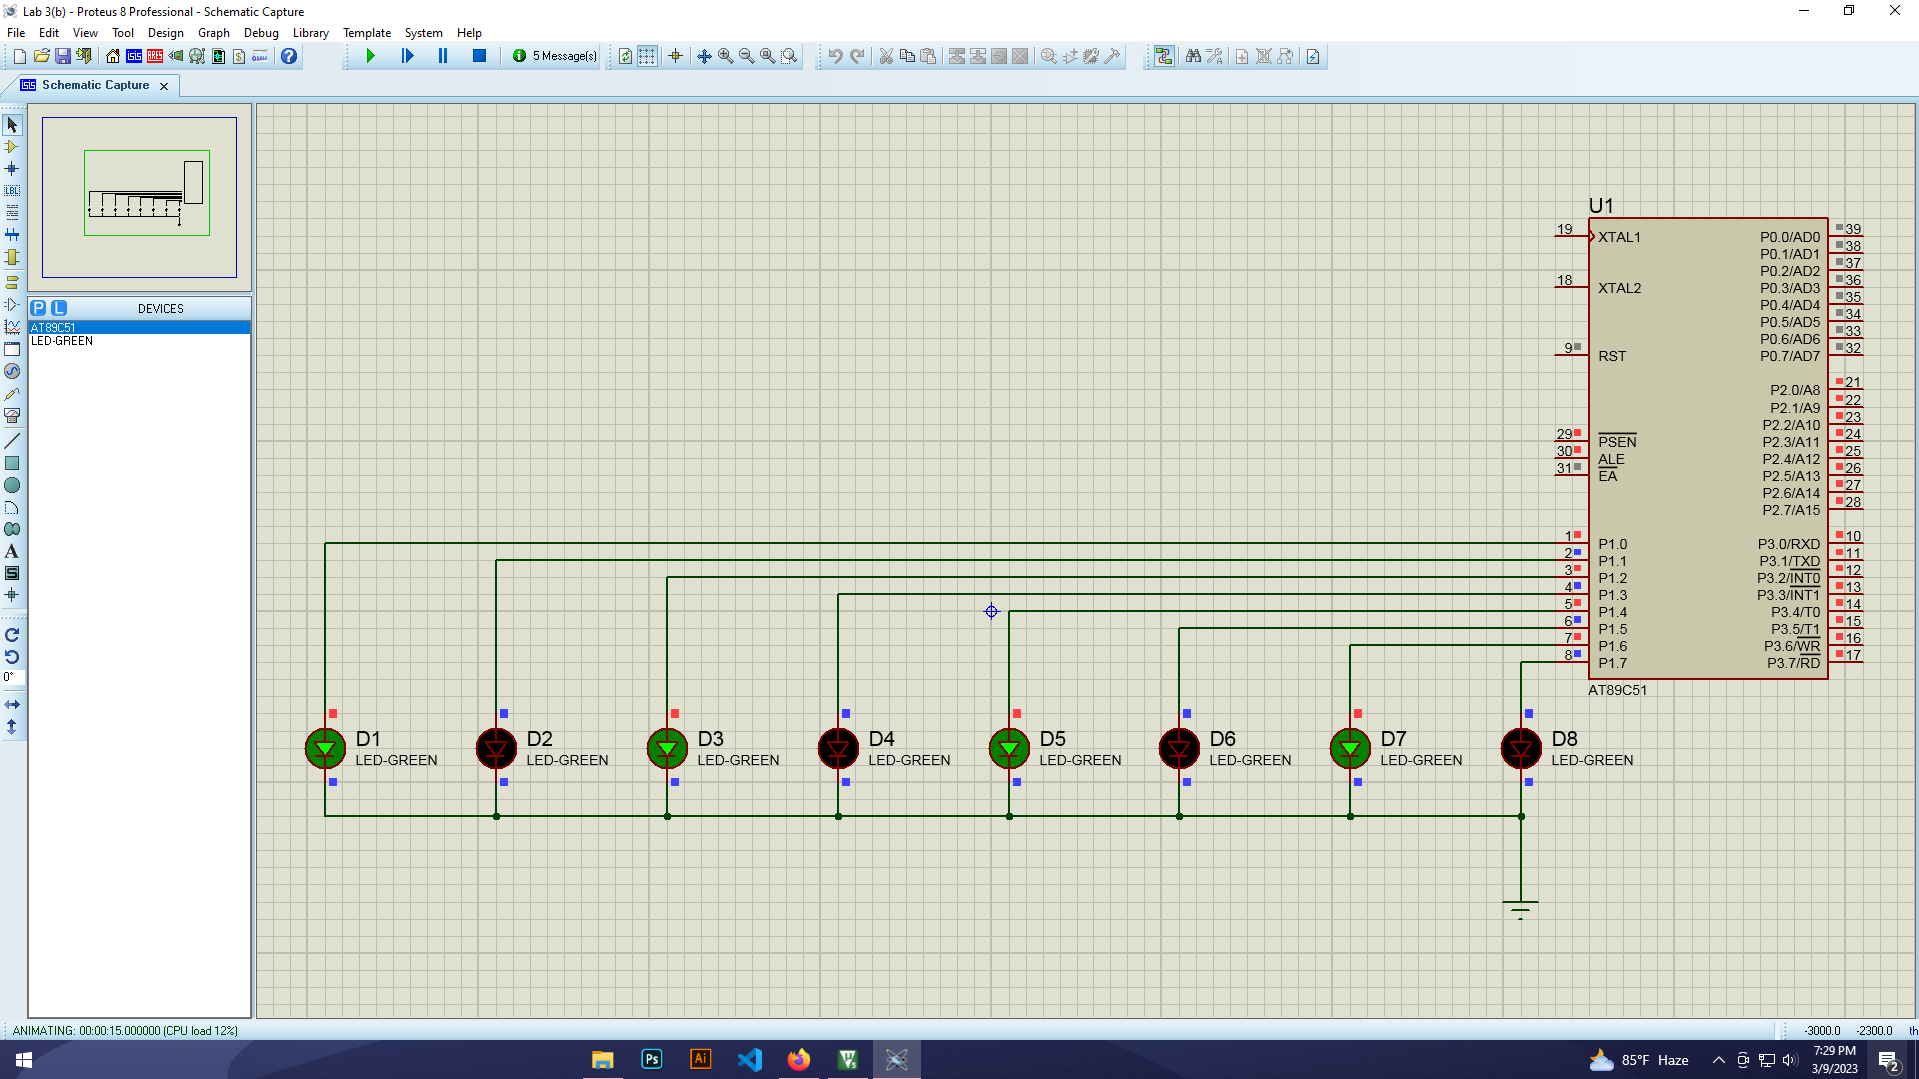 Lab 3(b) - Proteus 8 Professional - Schematic Capture
File Edit View Tool Design Graph Debug Library Template System Help
5 Message(s)
Schematic Capture
P L DEVICES
AT89C51
LED-GREEN
LBL
A
S
0°
U1
19 XTAL1
18 XTAL2
9 RST
29 PSEN
30 ALE
31 EA
1 P1.0
2 P1.1
3 P1.2
4 P1.3
5 P1.4
6 P1.5
7 P1.6
8 P1.7
P0.0/AD0 39
P0.1/AD1 38
P0.2/AD2 37
P0.3/AD3 36
P0.4/AD4 35
P0.5/AD5 34
P0.6/AD6 33
P0.7/AD7 32
P2.0/A8 21
P2.1/A9 22
P2.2/A10 23
P2.3/A11 24
P2.4/A12 25
P2.5/A13 26
P2.6/A14 27
P2.7/A15 28
P3.0/RXD 10
P3.1/TXD 11
P3.2/INT0 12
P3.3/INT1 13
P3.4/T0 14
P3.5/T1 15
P3.6/WR 16
P3.7/RD 17
AT89C51
D1
LED-GREEN
D2
LED-GREEN
D3
LED-GREEN
D4
LED-GREEN
D5
LED-GREEN
D6
LED-GREEN
D7
LED-GREEN
D8
LED-GREEN
ANIMATING: 00:00:15.000000 (CPU load 12%)
-3000.0 -2300.0 th
Ps
Ai
85°F Haze
7:29 PM
3/9/2023
2